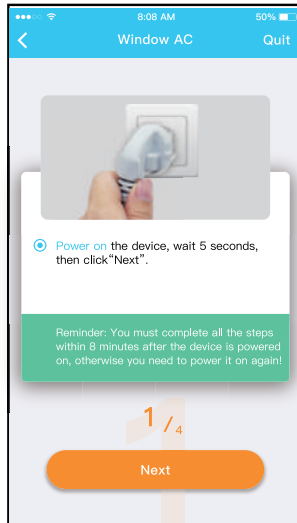 8:08 AM
50%
Window AC
Quit
Power on the device, wait 5 seconds,
then click“Next”.
Reminder: You must complete all the steps
within 8 minutes after the device is powered
on, otherwise you need to power it on again!
1/4
Next